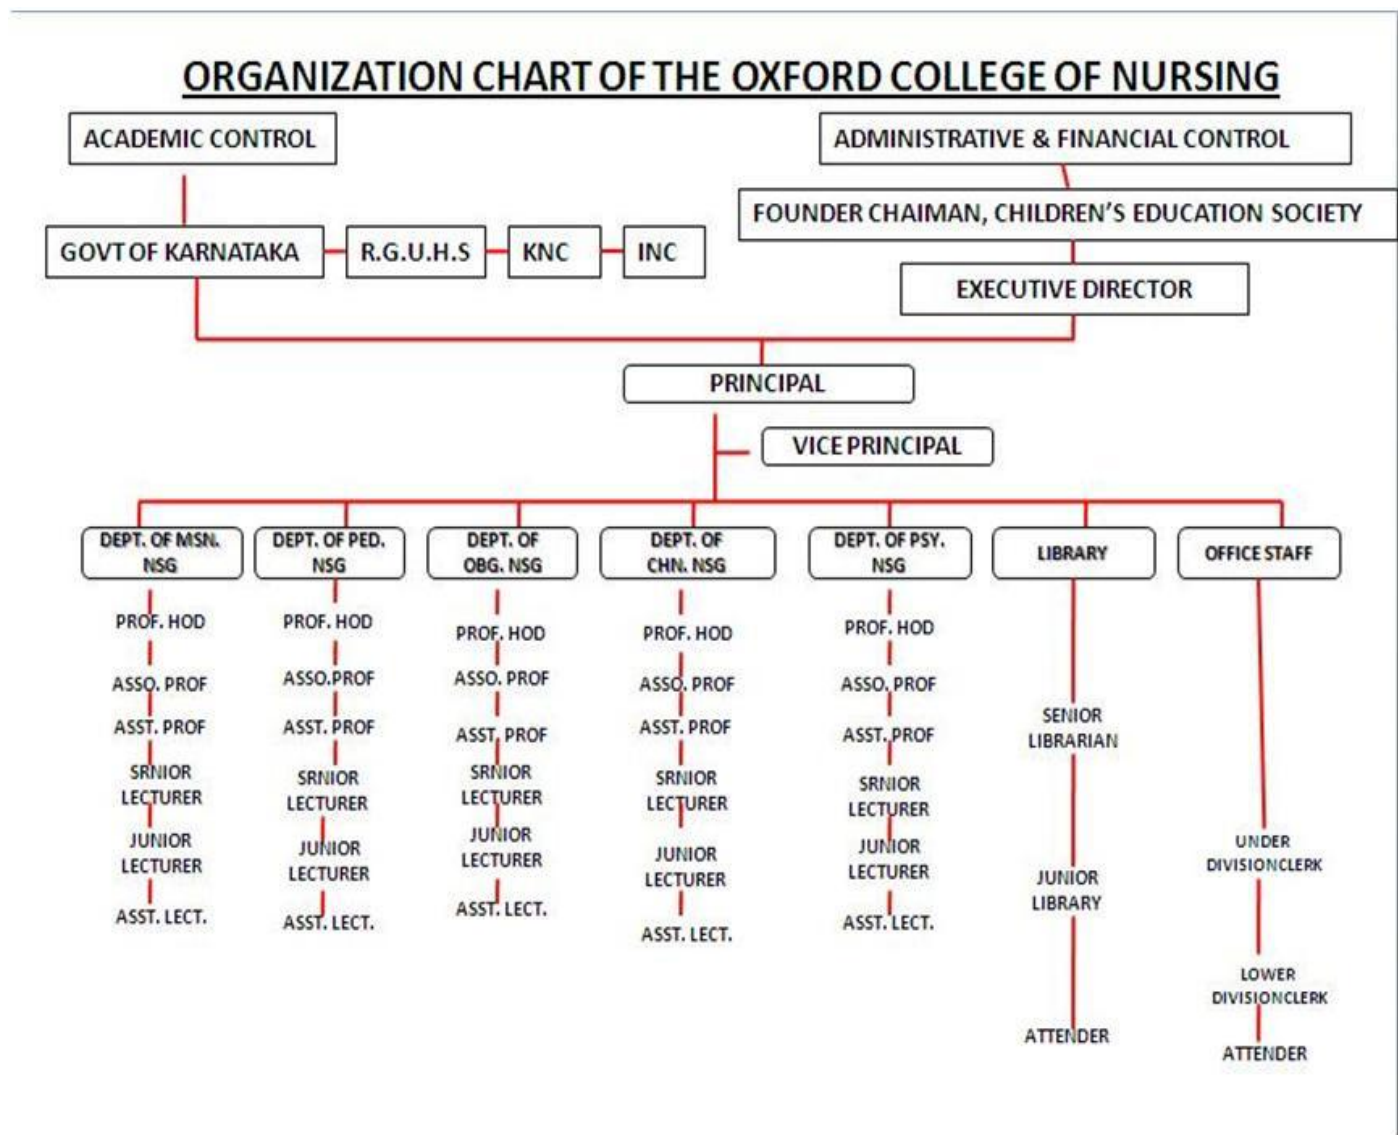 ORGANIZATION CHART OF THE OXFORD COLLEGE OF NURSING
ACADEMIC CONTROL
ADMINISTRATIVE & FINANCIAL CONTROL
FOUNDER CHAIMAN, CHILDREN'S EDUCATION SOCIETY
GOVT OF KARNATAKA
R.G.U.H.S
KNC
INC
EXECUTIVE DIRECTOR
PRINCIPAL
VICE PRINCIPAL
DEPT. OF MSN.
NSG
PROF. HOD
ASSO. PROF
ASST. PROF
SRNIOR
LECTURER
JUNIOR
LECTURER
ASST. LECT.
DEPT. OF PED.
NSG
PROF. HOD
ASSO.PROF
ASST. PROF
SRNIOR
LECTURER
JUNIOR
LECTURER
ASST. LECT.
DEPT. OF
OBG. NSG
PROF. HOD
ASSO. PROF
ASST. PROF
SRNIOR
LECTURER
JUNIOR
LECTURER
ASST. LECT.
DEPT. OF
CHN. NSG
PROF. HOD
ASSO. PROF
ASST. PROF
SRNIOR
LECTURER
JUNIOR
LECTURER
ASST. LECT.
DEPT. OF PSY.
NSG
PROF. HOD
ASSO. PROF
ASST. PROF
SRNIOR
LECTURER
JUNIOR
LECTURER
ASST. LECT.
LIBRARY
SENIOR
LIBRARIAN
JUNIOR
LIBRARY
ATTENDER
OFFICE STAFF
UNDER
DIVISIONCLERK
LOWER
DIVISIONCLERK
ATTENDER